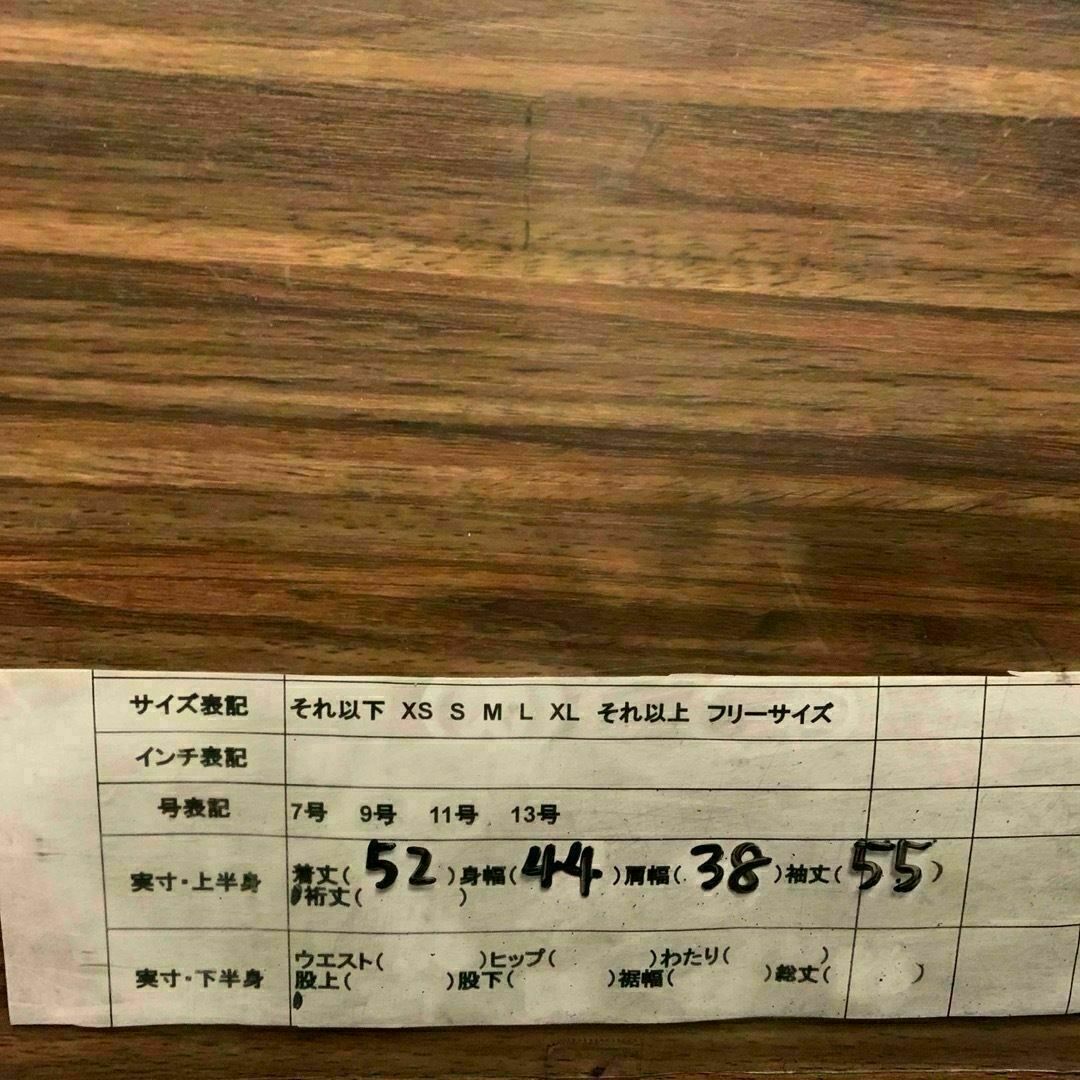 サイズ表記 それ以下 XS S M L XL それ以上 フリーサイズ
インチ表記
号表記 7号 9号 11号 13号
実寸・上半身 着丈( 52 )身幅( 44 )肩幅( 38 )袖丈( 55 )
裄丈( )
実寸・下半身 ウエスト( )ヒップ( )わたり( )
股上( )股下( )裾幅( )総丈( )